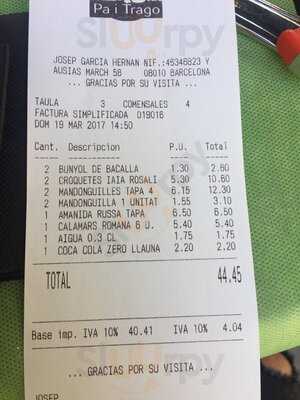 Pa i Trago
JOSEP GARCIA HERNAN NIF.:46346823 Y
AUSIAS MARCH 58 08010 BARCELONA
... GRACIAS POR SU VISITA ...
TAULA 3 COMENSALES 4
FACTURA SIMPLIFICADA 019016
DOM 19 MAR 2017 14:50
Cant. Descripcion P.U. Total
2 BUNYOL DE BACALLA 1.30 2.60
2 CROQUETES IAIA ROSALI 5.30 10.60
2 MANDONGUILLES TAPA 4 6.15 12.30
2 MANDONGUILLA 1 UNITAT 1.55 3.10
1 AMANIDA RUSSA TAPA 6.50 6.50
1 CALAMARS ROMANA 6 U. 5.40 5.40
1 AIGUA 0.3 CL 1.75 1.75
1 COCA COLA ZERO LLAUNA 2.20 2.20
TOTAL 44.45
Base imp. IVA 10% 40.41 IVA 10% 4.04
... GRACIAS POR SU VISITA ...
JOSEP
Sluurpy
Sluurpy